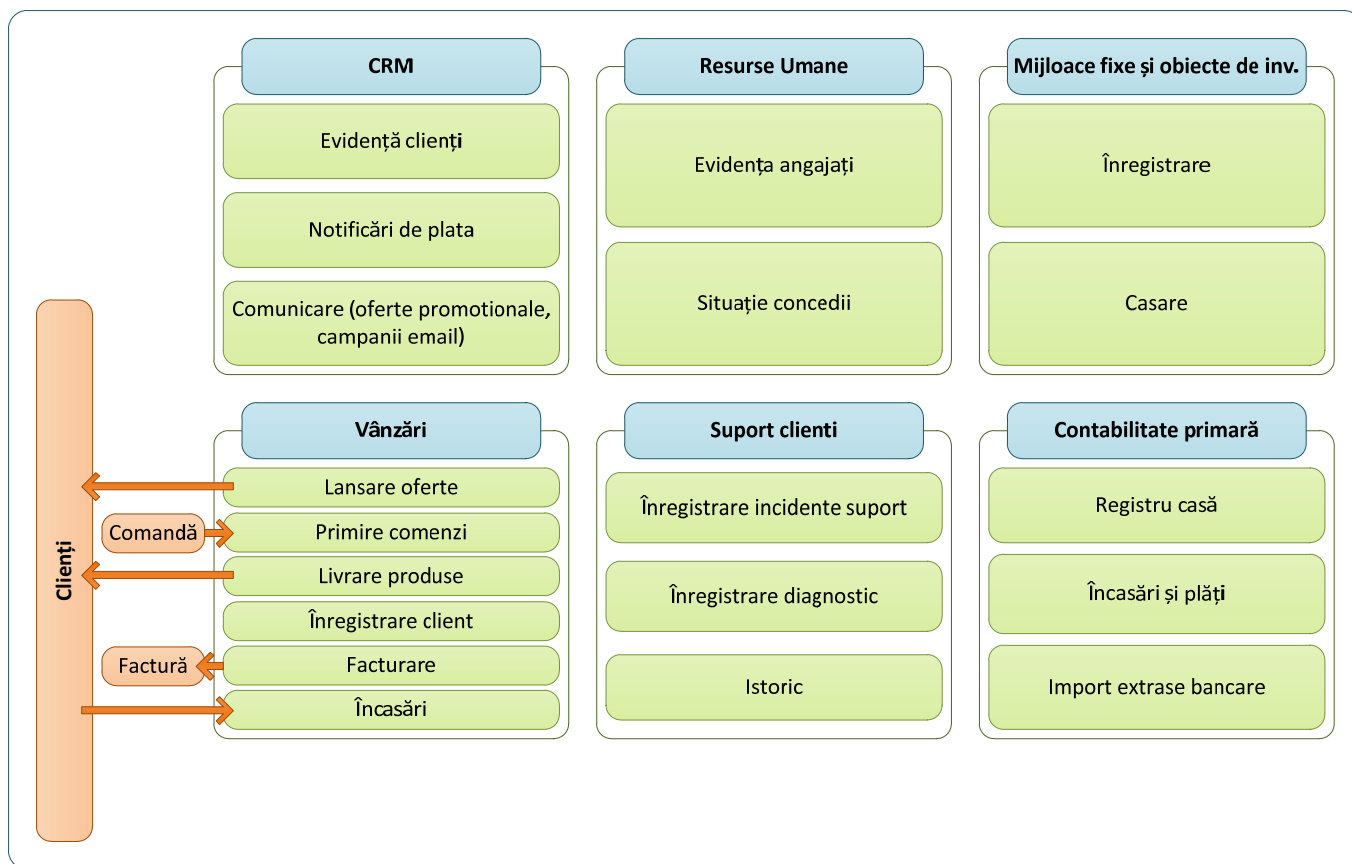 CRM
Evidență clienți
Notificări de plata
Comunicare (oferte promotionale,
campanii email)
Resurse Umane
Evidența angajați
Situație concedii
Mijloace fixe și obiecte de inv.
Înregistrare
Casare
Clienți
Comandă
Factură
Vânzări
Lansare oferte
Primire comenzi
Livrare produse
Înregistrare client
Facturare
Încasări
Suport clienti
Înregistrare incidente suport
Înregistrare diagnostic
Istoric
Contabilitate primară
Registru casă
Încasări și plăți
Import extrase bancare